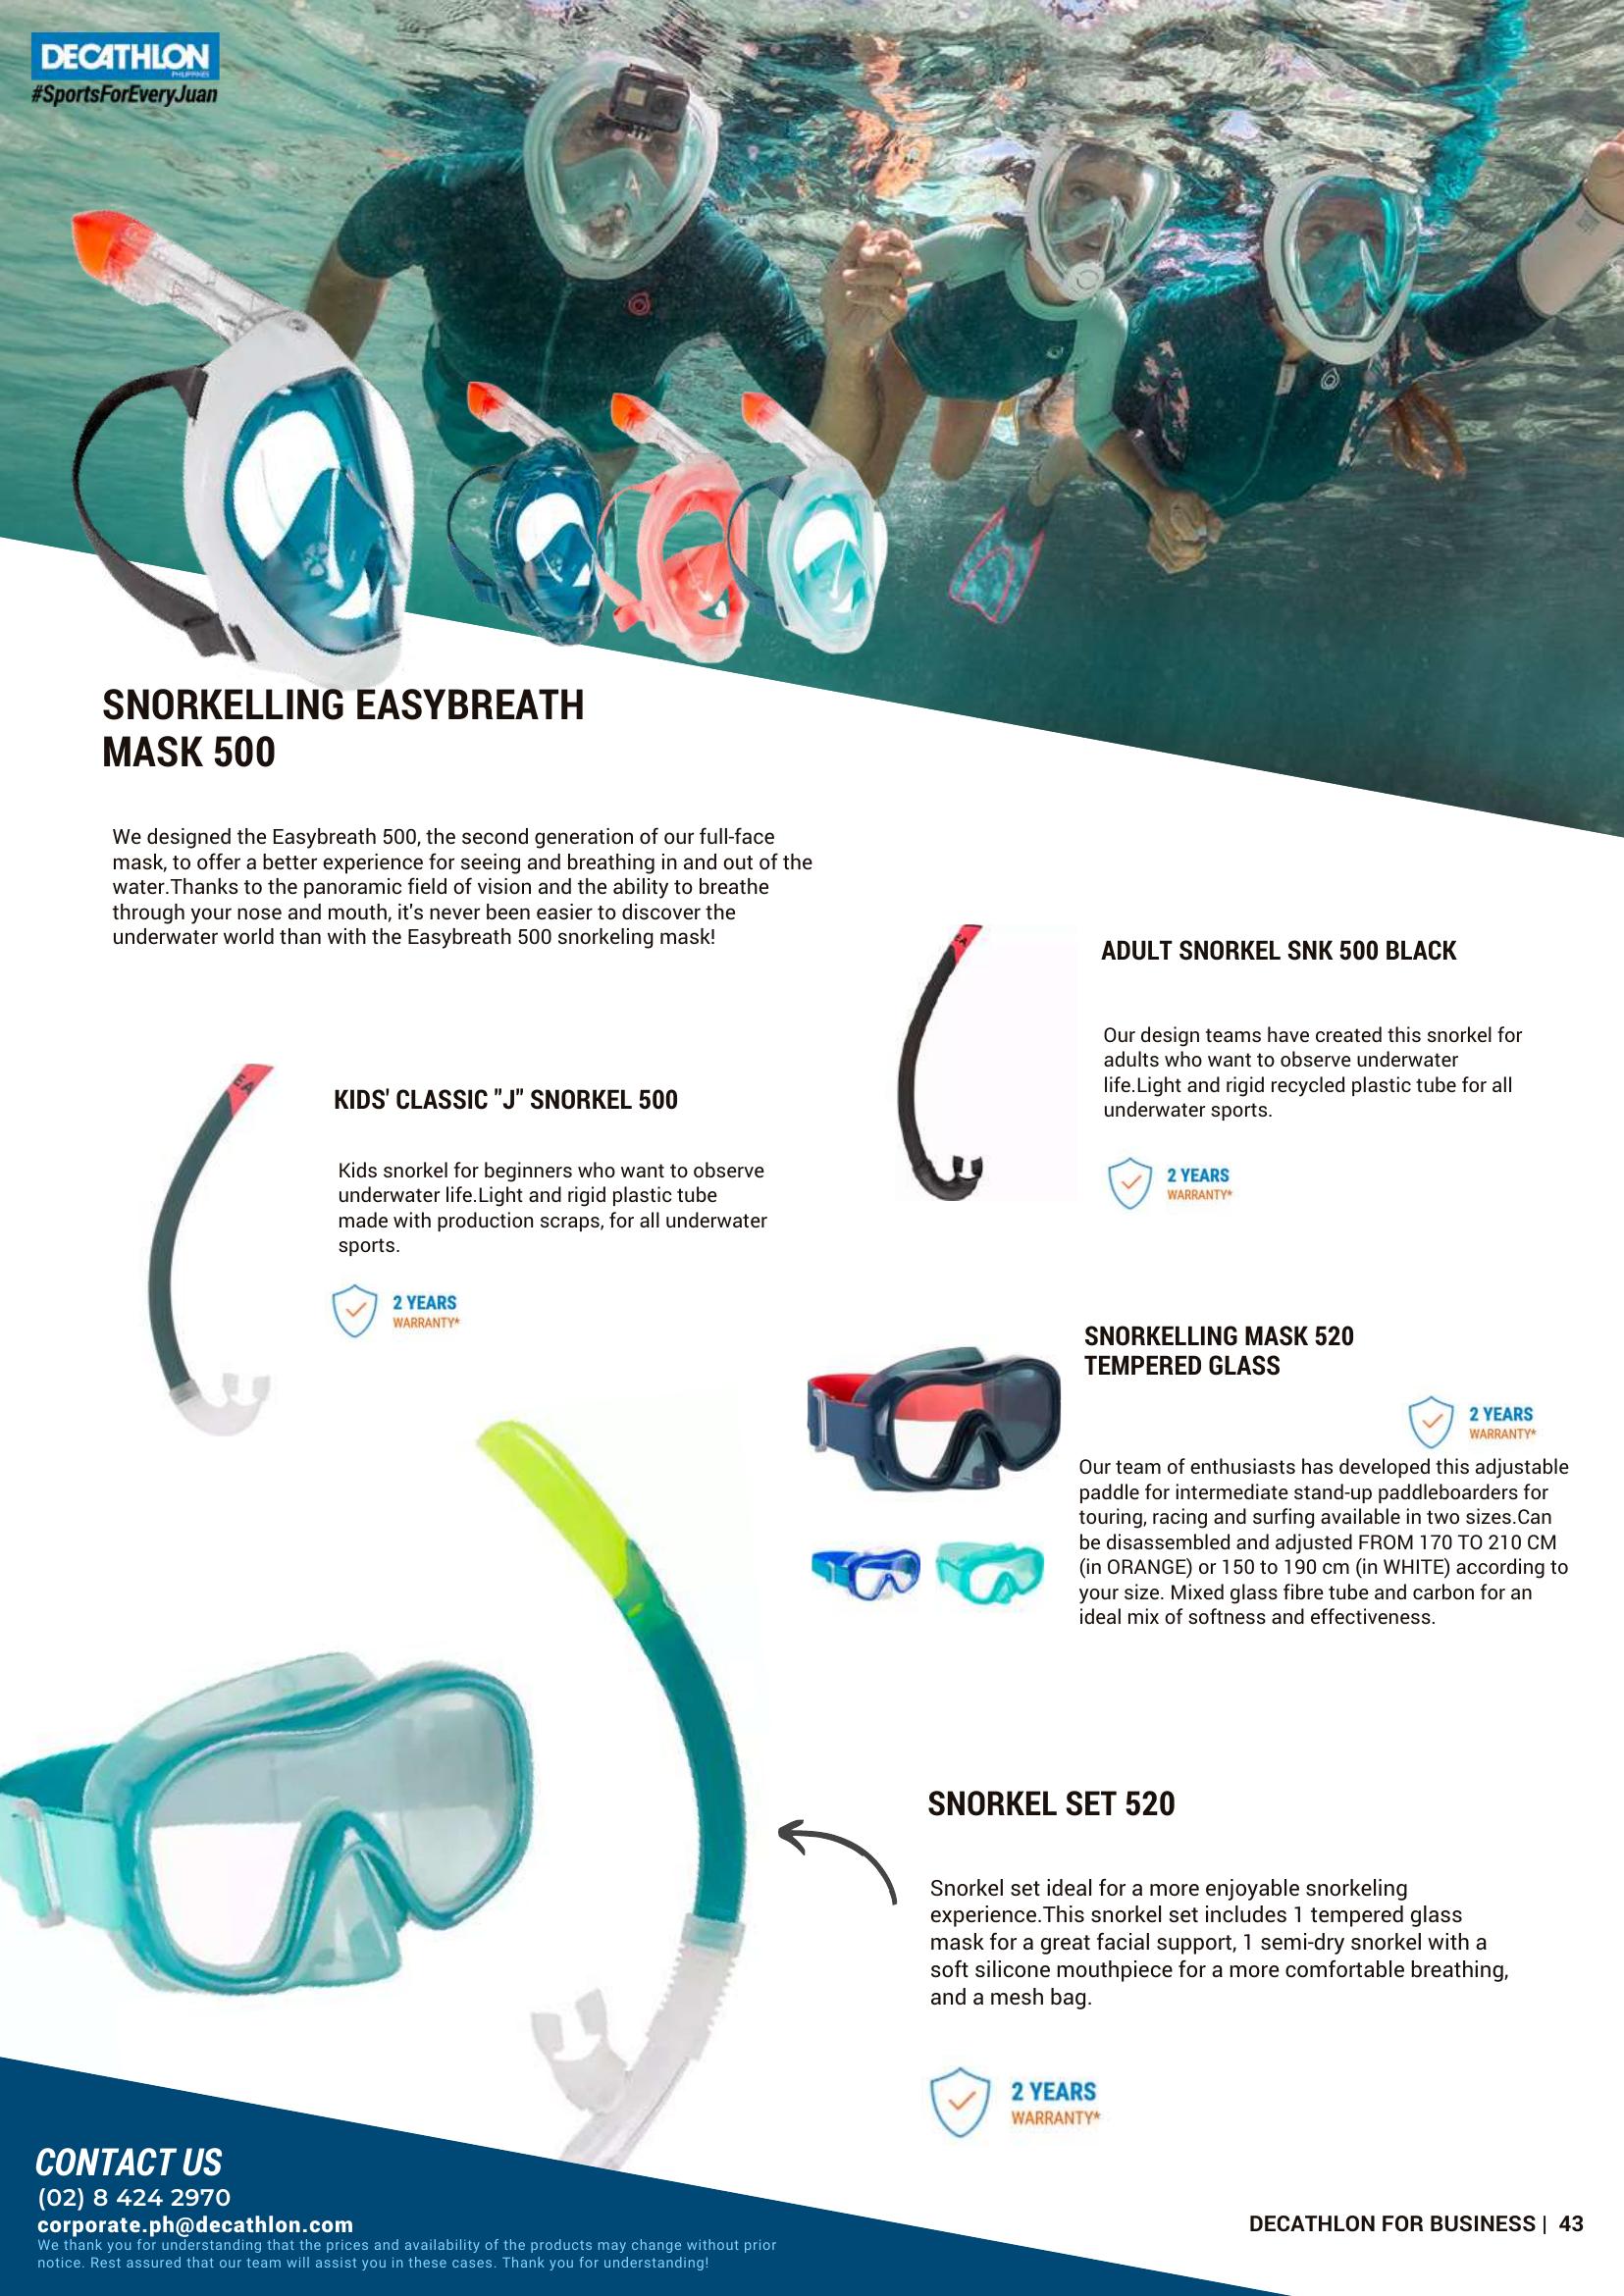 DECATHLON
PHILIPPINES
#SportsForEveryJuan
SNORKELLING EASYBREATH
MASK 500
We designed the Easybreath 500, the second generation of our full-face
mask, to offer a better experience for seeing and breathing in and out of the
water.Thanks to the panoramic field of vision and the ability to breathe
through your nose and mouth, it's never been easier to discover the
underwater world than with the Easybreath 500 snorkeling mask!
EA
ADULT SNORKEL SNK 500 BLACK
Our design teams have created this snorkel for
adults who want to observe underwater
life.Light and rigid recycled plastic tube for all
underwater sports.
2 YEARS
WARRANTY*
EA
KIDS' CLASSIC "J" SNORKEL 500
Kids snorkel for beginners who want to observe
underwater life.Light and rigid plastic tube
made with production scraps, for all underwater
sports.
2 YEARS
WARRANTY*
SNORKELLING MASK 520
TEMPERED GLASS
2 YEARS
WARRANTY*
Our team of enthusiasts has developed this adjustable
paddle for intermediate stand-up paddleboarders for
touring, racing and surfing available in two sizes.Can
be disassembled and adjusted FROM 170 TO 210 CM
(in ORANGE) or 150 to 190 cm (in WHITE) according to
your size. Mixed glass fibre tube and carbon for an
ideal mix of softness and effectiveness.
SNORKEL SET 520
Snorkel set ideal for a more enjoyable snorkeling
experience.This snorkel set includes 1 tempered glass
mask for a great facial support, 1 semi-dry snorkel with a
soft silicone mouthpiece for a more comfortable breathing,
and a mesh bag.
2 YEARS
WARRANTY*
CONTACT US
(02) 8 424 2970
corporate.ph@decathlon.com
We thank you for understanding that the prices and availability of the products may change without prior
notice. Rest assured that our team will assist you in these cases. Thank you for understanding!
DECATHLON FOR BUSINESS | 43